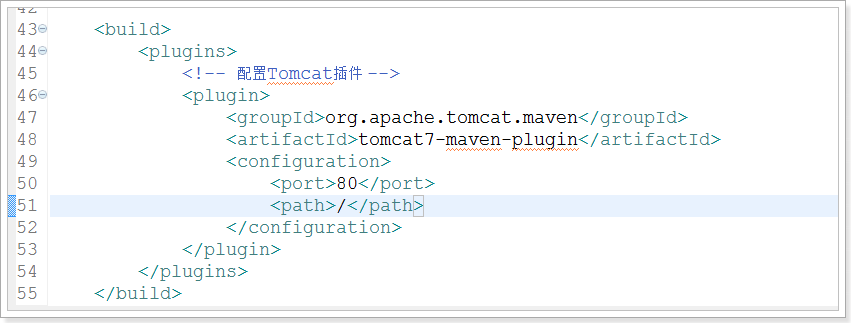 42
43 <build>
44 <plugins>
45 <!-- 配置Tomcat插件 -->
46 <plugin>
47 <groupId>org.apache.tomcat.maven</groupId>
48 <artifactId>tomcat7-maven-plugin</artifactId>
49 <configuration>
50 <port>80</port>
51 <path>/</path>
52 </configuration>
53 </plugin>
54 </plugins>
55 </build>